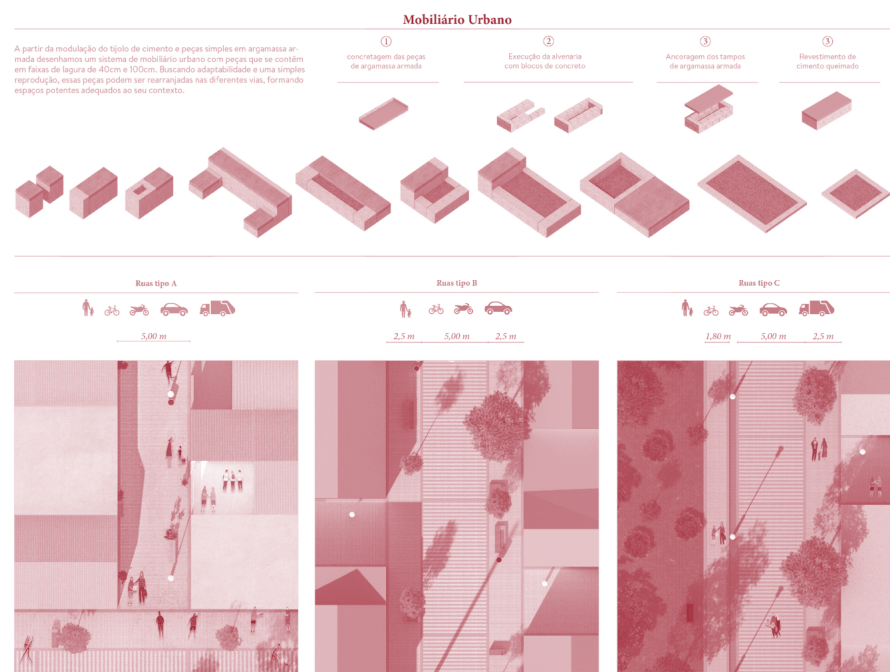 Mobiliário Urbano
A partir da modulação do tijolo de cimento e peças simples em argamassa ar-
mada desenhamos um sistema de mobiliário urbano com peças que se contêm
em faixas de lagura de 40cm e 100cm. Buscando adaptabilidade e uma simples
reprodução, essas peças podem ser rearranjadas nas diferentes vias, formando
espaços potentes adequados ao seu contexto.
1
concretagem das peças
de argamassa armada
2
Execução da alvenaria
com blocos de concreto
3
Ancoragem dos tampos
de argamassa armada
3
Revestimento de
cimento queimado
Ruas tipo A
5,00 m
Ruas tipo B
2,5 m 5,00 m 2,5 m
Ruas tipo C
1,80 m 5,00 m 2,5 m